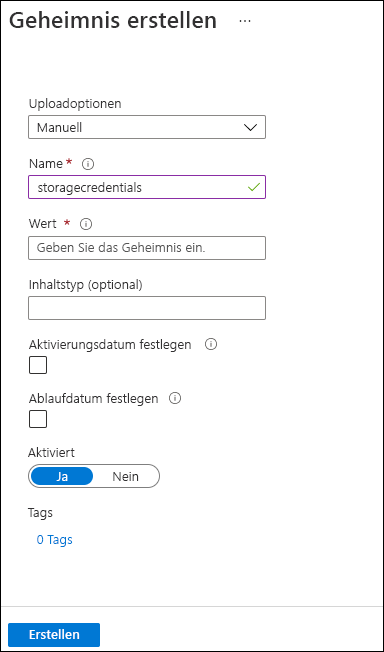 Geheimnis erstellen ...
Uploadoptionen
Manuell
Name *
storagecredentials
Wert *
Geben Sie das Geheimnis ein.
Inhaltstyp (optional)
Aktivierungsdatum festlegen
Ablaufdatum festlegen
Aktiviert
Ja Nein
Tags
0 Tags
Erstellen